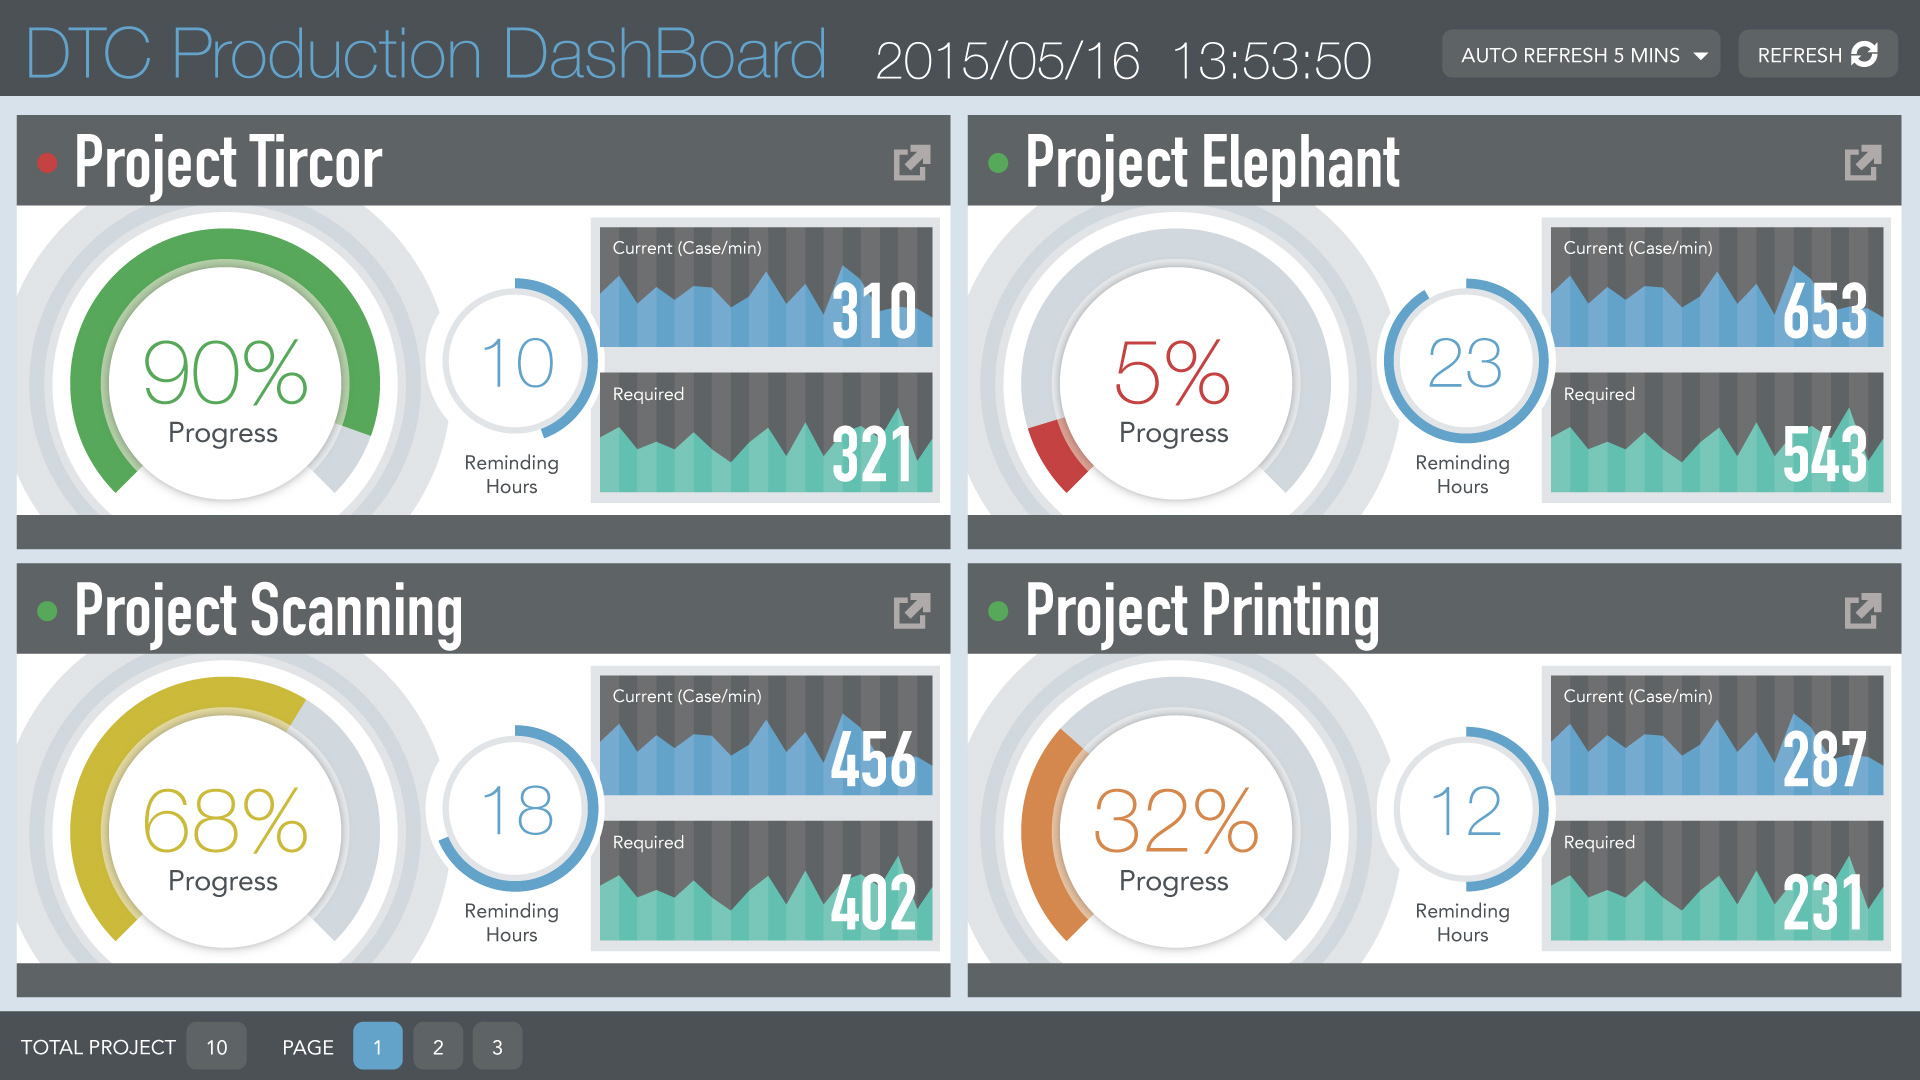 DTC Production DashBoard 2015/05/16 13:53:50 AUTO REFRESH 5 MINS REFRESH
Project Tircor
90%
Progress
10
Reminding
Hours
Current (Case/min)
310
Required
321
Project Elephant
5%
Progress
23
Reminding
Hours
Current (Case/min)
653
Required
543
Project Scanning
68%
Progress
18
Reminding
Hours
Current (Case/min)
456
Required
402
Project Printing
32%
Progress
12
Reminding
Hours
Current (Case/min)
287
Required
231
TOTAL PROJECT 10 PAGE 1 2 3